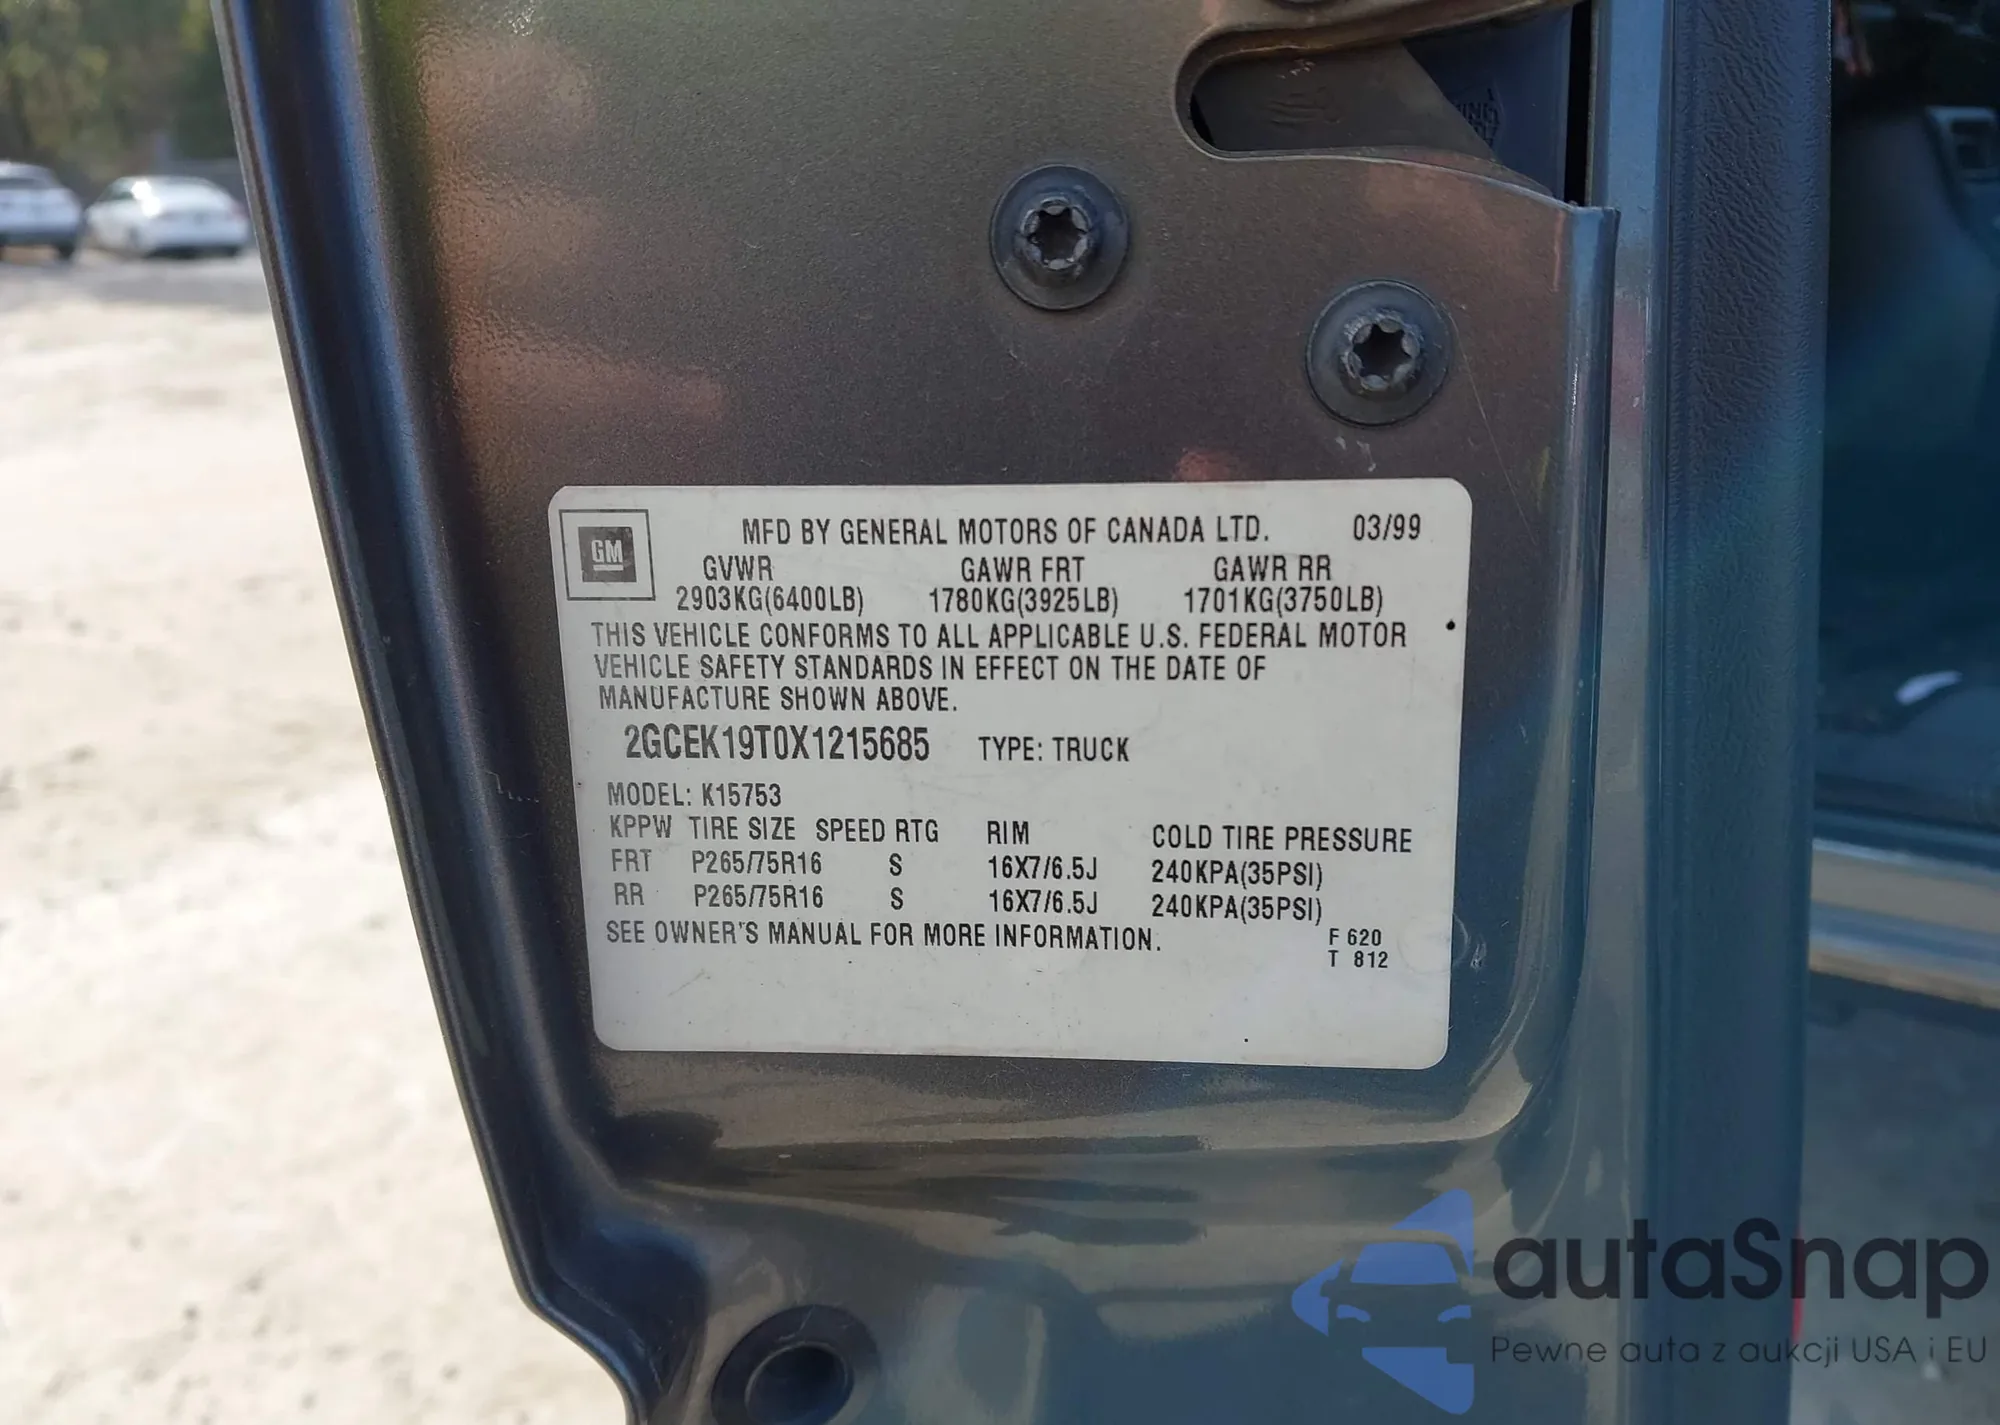 GM
MFD BY GENERAL MOTORS OF CANADA LTD. 03/99
GVWR GAWR FRT GAWR RR
2903KG(6400LB) 1780KG(3925LB) 1701KG(3750LB)
THIS VEHICLE CONFORMS TO ALL APPLICABLE U.S. FEDERAL MOTOR
VEHICLE SAFETY STANDARDS IN EFFECT ON THE DATE OF
MANUFACTURE SHOWN ABOVE.
2GCEK19T0X1215685 TYPE: TRUCK
MODEL: K15753
KPPW TIRE SIZE SPEED RTG RIM COLD TIRE PRESSURE
FRT P265/75R16 S 16X7/6.5J 240KPA(35PSI)
RR P265/75R16 S 16X7/6.5J 240KPA(35PSI)
SEE OWNER'S MANUAL FOR MORE INFORMATION.
F 620
T 812
autaSnap
Pewne auta z aukcji USA i EU